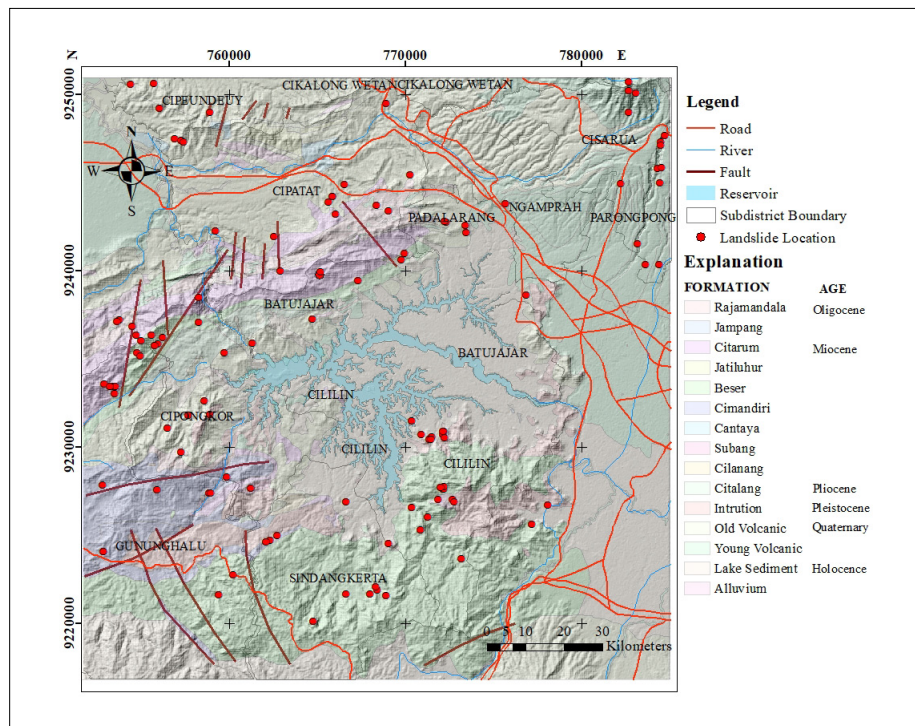 N 760000 770000 780000 E
9250000
9240000
9230000
9220000
CIKALONG WETAN CIKALONG WETAN
CIPEUNDEUY
CISARUA
N
W E
S
CIPATAT
NGAMPRAH
PADALARANG
PARONGPONG
BATUJAJAR
BATUJAJAR
CILILIN
CIPONGKOR
CILILIN
CILILIN
GUNUNGHALU
SINDANGKERTA
0 5 10 20 30
Kilometers
Legend
Road
River
Fault
Reservoir
Subdistrict Boundary
Landslide Location
Explanation
FORMATION AGE
Rajamandala Oligocene
Jampang
Citarum Miocene
Jatiluhur
Beser
Cimandiri
Cantaya
Subang
Cilanang
Citalang Pliocene
Intrution Pleistocene
Old Volcanic Quaternary
Young Volcanic
Lake Sediment Holocence
Alluvium